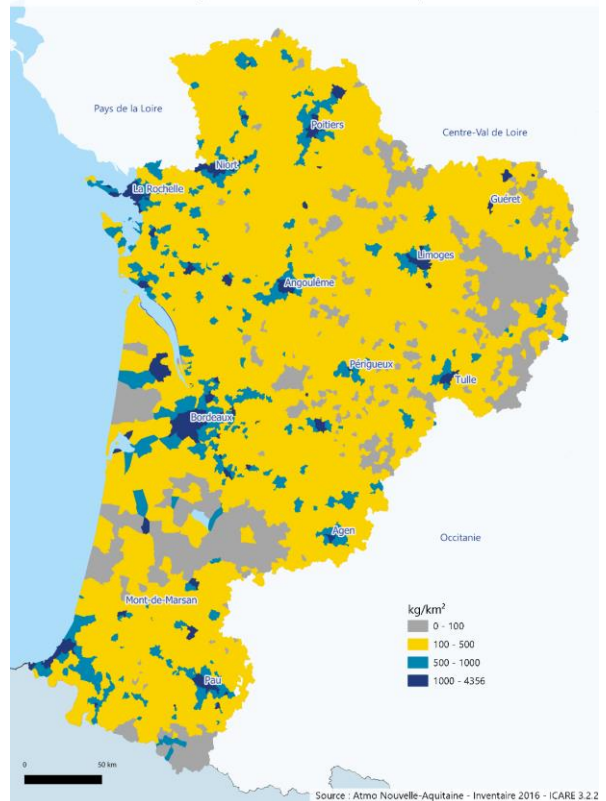 Pays de la Loire
Poitiers
Centre-Val de Loire
Niort
La Rochelle
Guéret
Limoges
Angoulême
Périgueux
Tulle
Bordeaux
Agen
Occitanie
Mont-de-Marsan
Pau
kg/km²
0 - 100
100 - 500
500 - 1000
1000 - 4356
0 50 km
Source : Atmo Nouvelle-Aquitaine - Inventaire 2016 - ICARE 3.2.2